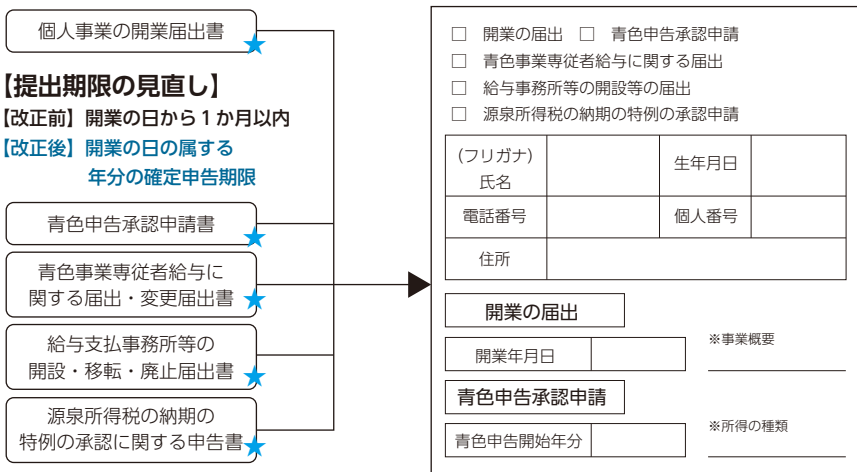 個人事業の開業届出書
【提出期限の見直し】
【改正前】開業の日から1か月以内
【改正後】開業の日の属する
年分の確定申告期限
青色申告承認申請書
青色事業専従者給与に
関する届出・変更届出書
給与支払事務所等の
開設・移転・廃止届出書
源泉所得税の納期の
特例の承認に関する申告書
□ 開業の届出 □ 青色申告承認申請
□ 青色事業専従者給与に関する届出
□ 給与事務所等の開設等の届出
□ 源泉所得税の納期の特例の承認申請
(フリガナ)
氏名
生年月日
電話番号
個人番号
住所
開業の届出
開業年月日
※事業概要
青色申告承認申請
青色申告開始年分
※所得の種類